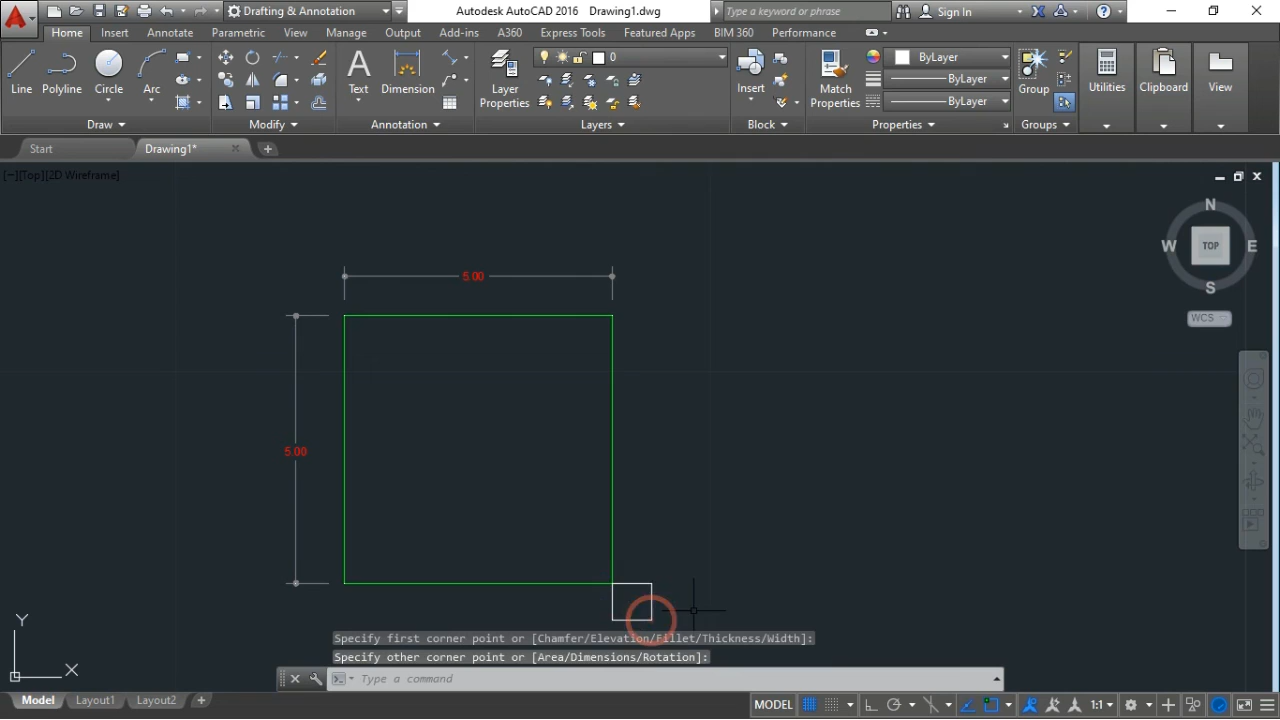 Drafting & Annotation
Autodesk AutoCAD 2016 Drawing1.dwg
Type a keyword or phrase
Sign In
Home Insert Annotate Parametric View Manage Output Add-ins A360 Express Tools Featured Apps BIM 360 Performance
0
ByLayer
ByLayer
ByLayer
Line Polyline Circle Arc
Text Dimension
Layer Properties
Insert
Match Properties
Group
Utilities Clipboard View
Draw Modify Annotation Layers Block Properties Groups
Start Drawing1*
[−][Top][2D Wireframe]
N
W TOP E
S
WCS
5.00
5.00
Y
X
Specify first corner point or [Chamfer/Elevation/Fillet/Thickness/Width]:
Specify other corner point or [Area/Dimensions/Rotation]:
Type a command
Model Layout1 Layout2
MODEL 1:1